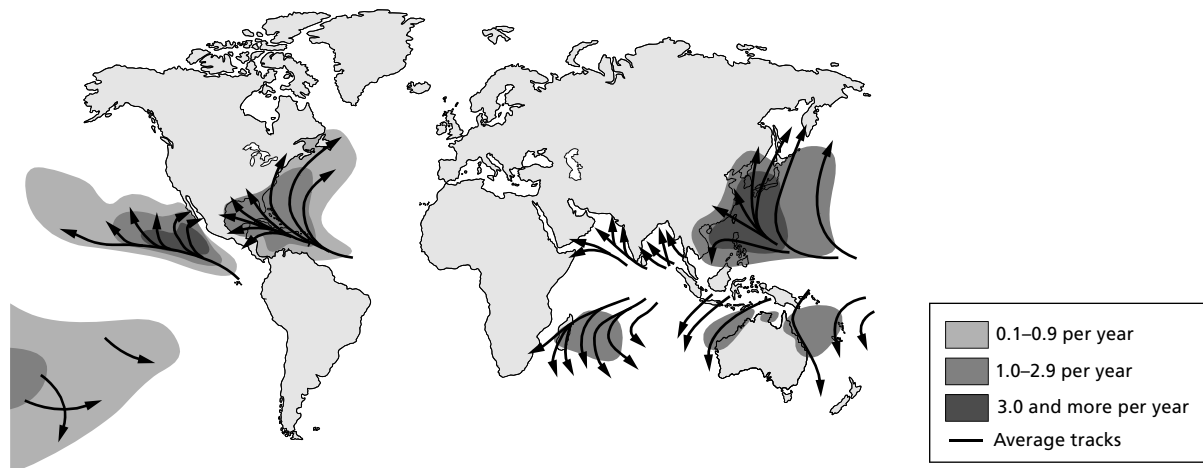 0.1–0.9 per year
1.0–2.9 per year
3.0 and more per year
Average tracks